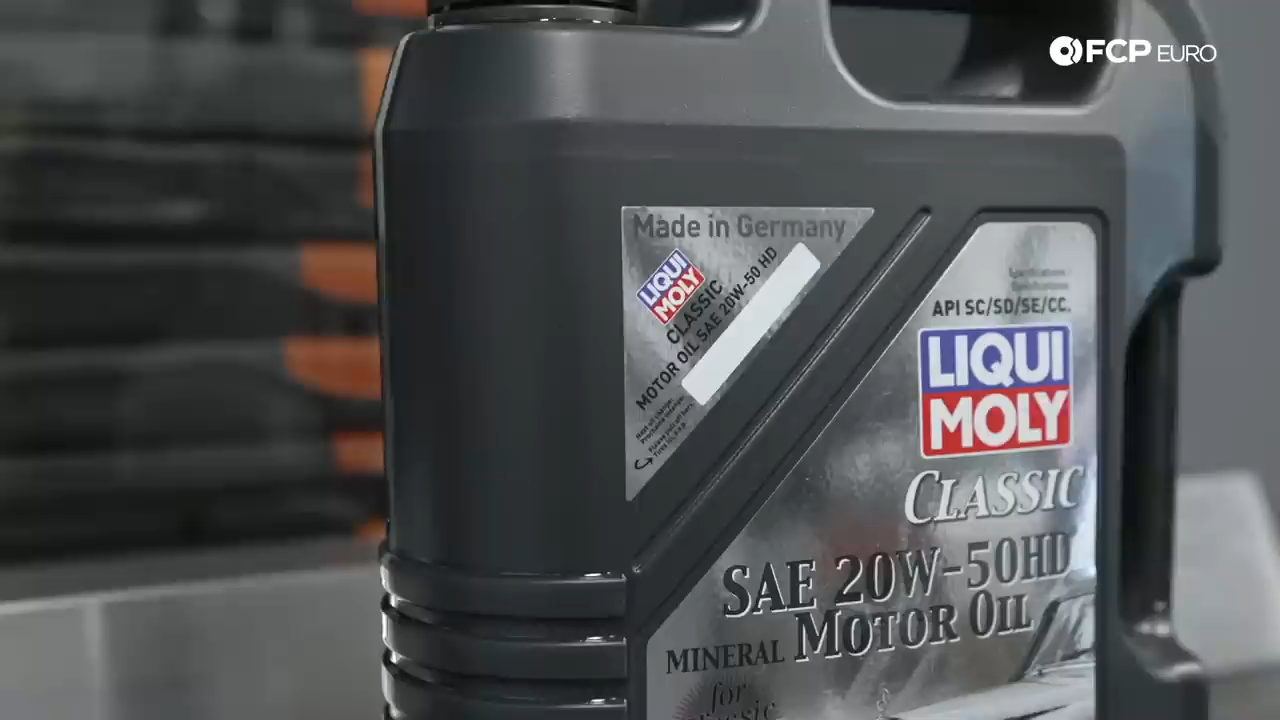 FCP EURO
Made in Germany
LIQUI
MOLY
CLASSIC
MOTOR OIL SAE 20W-50 HD
API SC/SD/SE/CC.
LIQUI
MOLY
CLASSIC
SAE 20W-50HD
MOTOR OIL
MINERAL
for